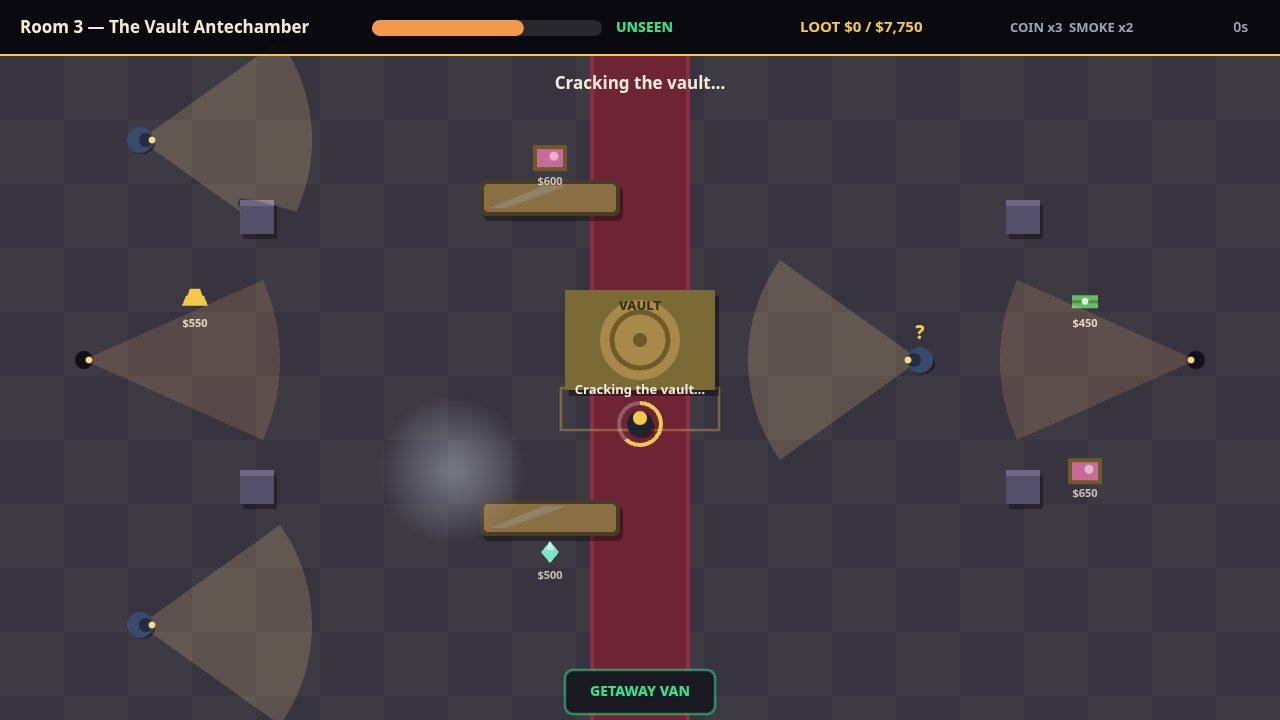 Room 3 — The Vault Antechamber
UNSEEN
LOOT $0 / $7,750
COIN x3 SMOKE x2
0s
Cracking the vault...
$600
VAULT
$550
$450
?
Cracking the vault...
$650
$500
GETAWAY VAN